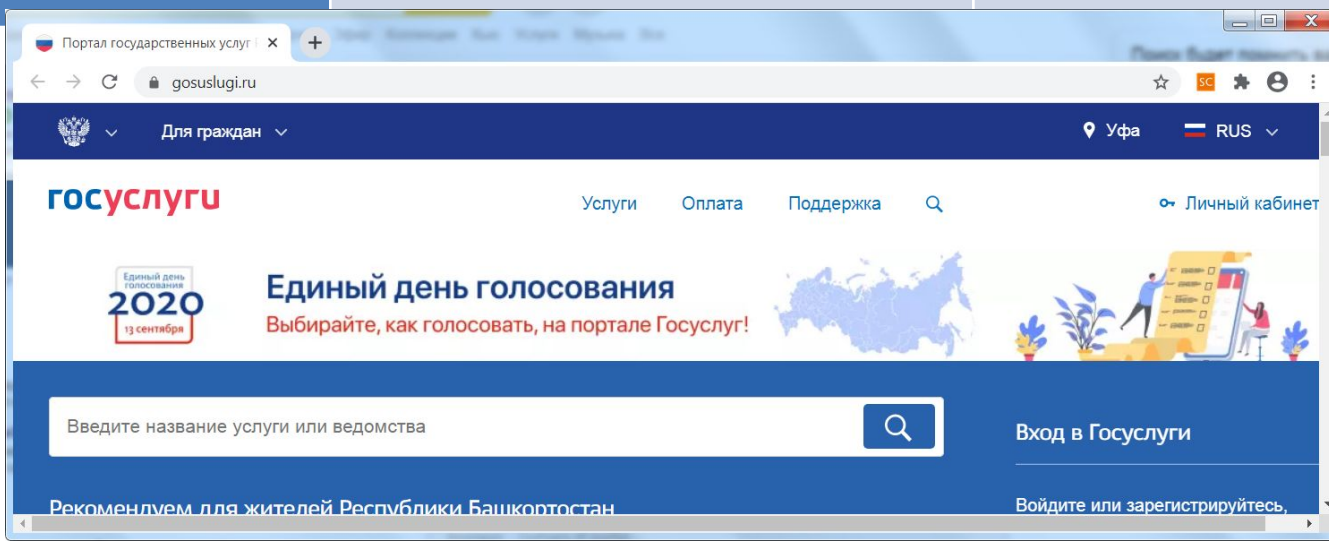 Портал государственных услуг
gosuslugi.ru
SC
Для граждан
Уфа
RUS
госуслуги
Услуги
Оплата
Поддержка
Личный кабинет
Единый день
голосования
2020
13 сентября
Единый день голосования
Выбирайте, как голосовать, на портале Госуслуг!
Введите название услуги или ведомства
Вход в Госуслуги
Рекомендуем для жителей Республики Башкортостан
Войдите или зарегистрируйтесь,